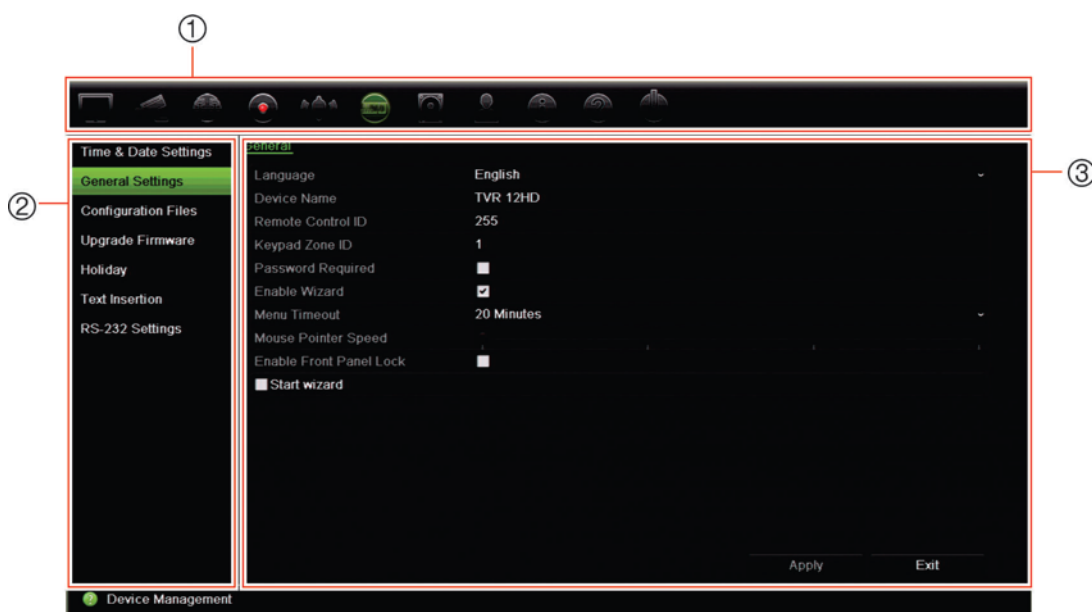 ①
Time & Date Settings
General Settings
Configuration Files
Upgrade Firmware
Holiday
Text Insertion
RS-232 Settings
②
General
Language English
Device Name TVR 12HD
Remote Control ID 255
Keypad Zone ID 1
Password Required
Enable Wizard
Menu Timeout 20 Minutes
Mouse Pointer Speed
Enable Front Panel Lock
Start wizard
Apply Exit
③
Device Management